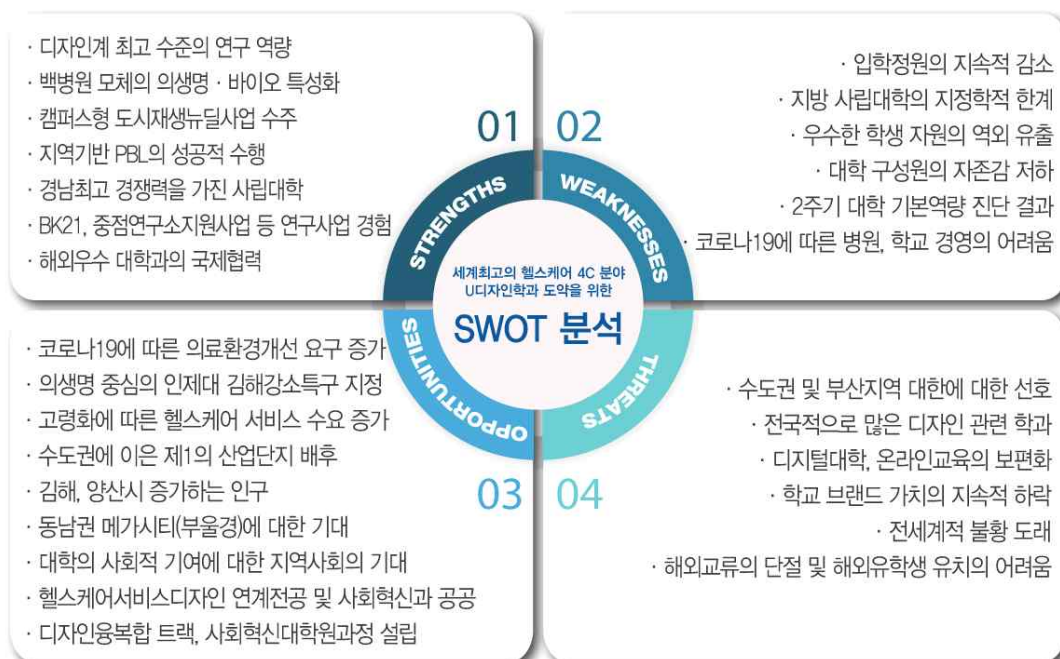 · 디자인계 최고 수준의 연구 역량
· 백병원 모체의 의생명 · 바이오 특성화
· 캠퍼스형 도시재생뉴딜사업 수주
· 지역기반 PBL의 성공적 수행
· 경남최고 경쟁력을 가진 사립대학
· BK21, 중점연구소지원사업 등 연구사업 경험
· 해외우수 대학과의 국제협력
01
STRENGTHS
02
WEAKNESSES
· 입학정원의 지속적 감소
· 지방 사립대학의 지정학적 한계
· 우수한 학생 자원의 역외 유출
· 대학 구성원의 자존감 저하
· 2주기 대학 기본역량 진단 결과
· 코로나19에 따른 병원, 학교 경영의 어려움
세계최고의 헬스케어 4C 분야
U디자인학과 도약을 위한
SWOT 분석
· 코로나19에 따른 의료환경개선 요구 증가
· 의생명 중심의 인제대 김해강소특구 지정
· 고령화에 따른 헬스케어 서비스 수요 증가
· 수도권에 이은 제1의 산업단지 배후
· 김해, 양산시 증가하는 인구
· 동남권 메가시티(부울경)에 대한 기대
· 대학의 사회적 기여에 대한 지역사회의 기대
· 헬스케어서비스디자인 연계전공 및 사회혁신과 공공
· 디자인융복합 트랙, 사회혁신대학원과정 설립
OPPORTUNITIES
03
THREATS
04
· 수도권 및 부산지역 대한에 대한 선호
· 전국적으로 많은 디자인 관련 학과
· 디지털대학, 온라인교육의 보편화
· 학교 브랜드 가치의 지속적 하락
· 전세계적 불황 도래
· 해외교류의 단절 및 해외유학생 유치의 어려움